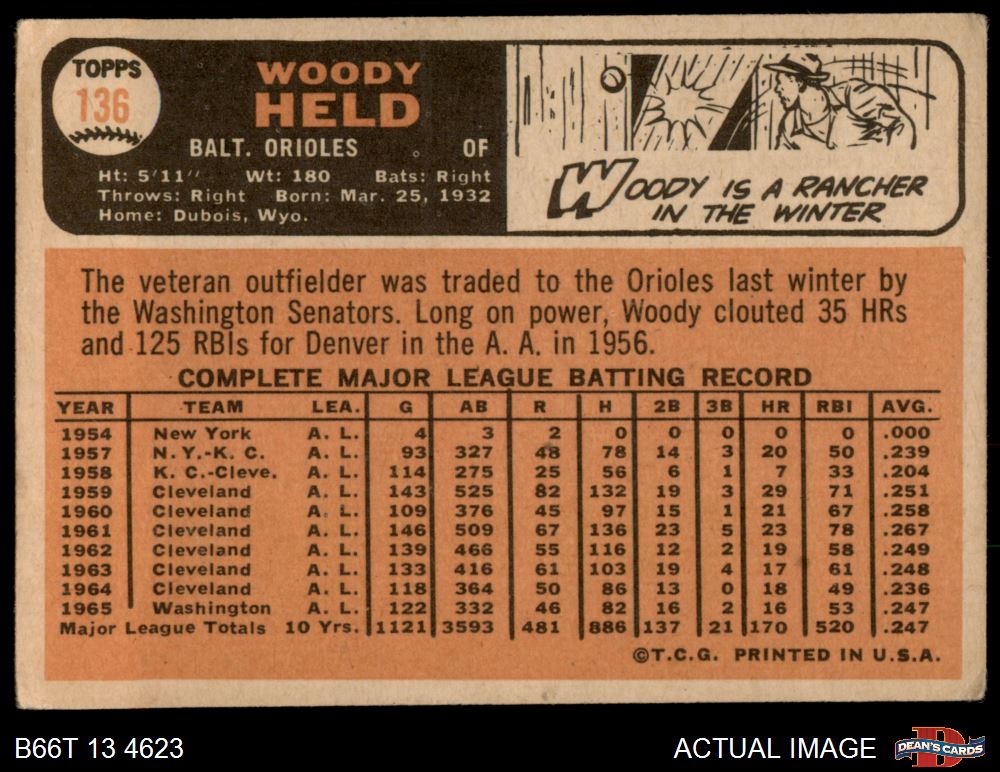 TOPPS
136
WOODY
HELD
BALT. ORIOLES OF
Ht: 5'11" Wt: 180 Bats: Right
Throws: Right Born: Mar. 25, 1932
Home: Dubois, Wyo.
WOODY IS A RANCHER
IN THE WINTER
The veteran outfielder was traded to the Orioles last winter by
the Washington Senators. Long on power, Woody clouted 35 HRs
and 125 RBIs for Denver in the A. A. in 1956.
COMPLETE MAJOR LEAGUE BATTING RECORD
YEAR TEAM LEA. G AB R H 2B 3B HR RBI AVG.
1954 New York A. L. 4 3 2 0 0 0 0 0 .000
1957 N.Y.-K. C. A. L. 93 327 48 78 14 3 20 50 .239
1958 K. C.-Cleve. A. L. 114 275 25 56 6 1 7 33 .204
1959 Cleveland A. L. 143 525 82 132 19 3 29 71 .251
1960 Cleveland A. L. 109 376 45 97 15 1 21 67 .258
1961 Cleveland A. L. 146 509 67 136 23 5 23 78 .267
1962 Cleveland A. L. 139 466 55 116 12 2 19 58 .249
1963 Cleveland A. L. 133 416 61 103 19 4 17 61 .248
1964 Cleveland A. L. 118 364 50 86 13 0 18 49 .236
1965 Washington A. L. 122 332 46 82 16 2 16 53 .247
Major League Totals 10 Yrs. 1121 3593 481 886 137 21 170 520 .247
©T.C.G. PRINTED IN U.S.A.
B66T 13 4623 ACTUAL IMAGE
D
DEAN'S CARDS